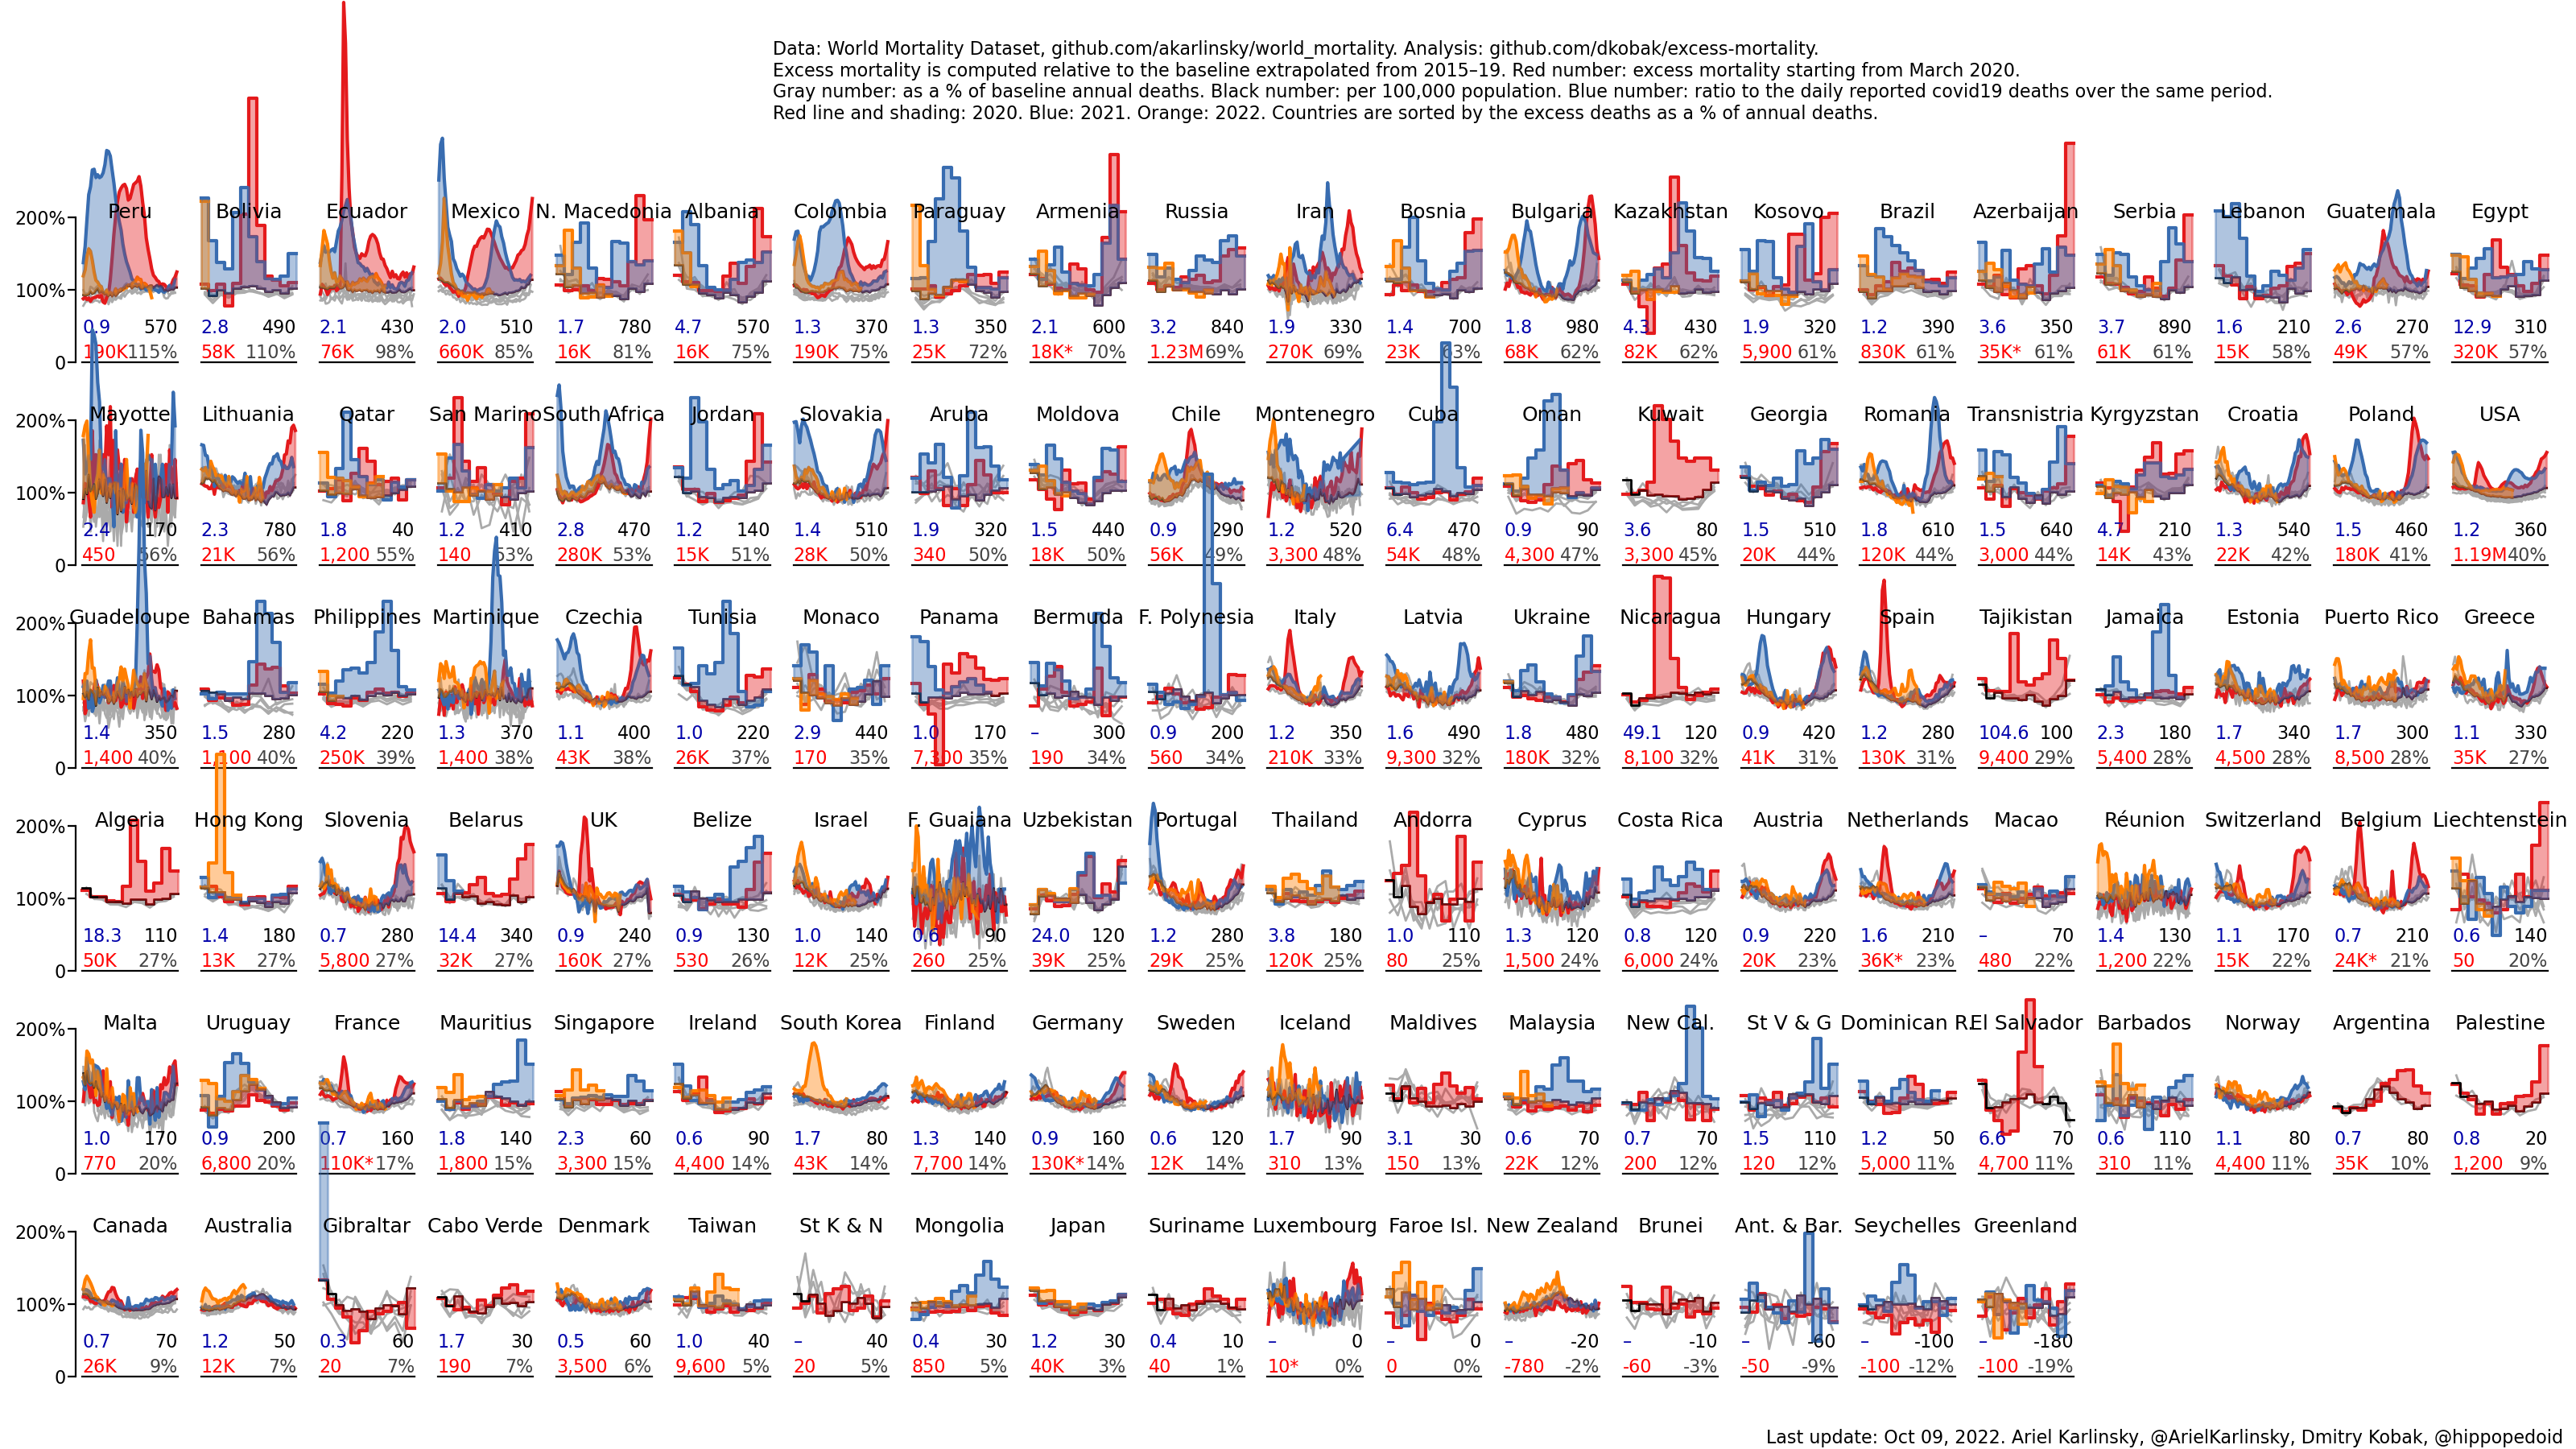 Data: World Mortality Dataset, github.com/akarlinsky/world_mortality. Analysis: github.com/dkobak/excess-mortality.
Excess mortality is computed relative to the baseline extrapolated from 2015–19. Red number: excess mortality starting from March 2020.
Gray number: as a % of baseline annual deaths. Black number: per 100,000 population. Blue number: ratio to the daily reported covid19 deaths over the same period.
Red line and shading: 2020. Blue: 2021. Orange: 2022. Countries are sorted by the excess deaths as a % of annual deaths.
200% Peru Bolivia Ecuador Mexico N. Macedonia Albania Colombia Paraguay Armenia Russia Iran Bosnia Bulgaria Kazakhstan Kosovo Brazil Azerbaijan Serbia Lebanon Guatemala Egypt
100%
0.9 570 2.8 490 2.1 430 2.0 510 1.7 780 4.7 570 1.3 370 1.3 350 2.1 600 3.2 840 1.9 330 1.4 700 1.8 980 4.3 430 1.9 320 1.2 390 3.6 350 3.7 890 1.6 210 2.6 270 12.9 310
0 190K 115% 58K 110% 76K 98% 660K 85% 16K 81% 16K 75% 190K 75% 25K 72% 18K* 70% 1.23M 69% 270K 69% 23K 63% 68K 62% 82K 62% 5,900 61% 830K 61% 35K* 61% 61K 61% 15K 58% 49K 57% 320K 57%
200% Mayotte Lithuania Qatar San Marino South Africa Jordan Slovakia Aruba Moldova Chile Montenegro Cuba Oman Kuwait Georgia Romania Transnistria Kyrgyzstan Croatia Poland USA
100%
2.4 170 2.3 780 1.8 40 1.2 410 2.8 470 1.2 140 1.4 510 1.9 320 1.5 440 0.9 290 1.2 520 6.4 470 0.9 90 3.6 80 1.5 510 1.8 610 1.5 640 4.7 210 1.3 540 1.5 460 1.2 360
0 450 56% 21K 56% 1,200 55% 140 53% 280K 53% 15K 51% 28K 50% 340 50% 18K 50% 56K 49% 3,300 48% 54K 48% 4,300 47% 3,300 45% 20K 44% 120K 44% 3,000 44% 14K 43% 22K 42% 180K 41% 1.19M 40%
200% Guadeloupe Bahamas Philippines Martinique Czechia Tunisia Monaco Panama Bermuda F. Polynesia Italy Latvia Ukraine Nicaragua Hungary Spain Tajikistan Jamaica Estonia Puerto Rico Greece
100%
1.4 350 1.5 280 4.2 220 1.3 370 1.1 400 1.0 220 2.9 440 1.0 170 – 300 0.9 200 1.2 350 1.6 490 1.8 480 49.1 120 0.9 420 1.2 280 104.6 100 2.3 180 1.7 340 1.7 300 1.1 330
0 1,400 40% 40% 250K 39% 1,400 38% 43K 38% 26K 37% 170 35% 7,300 35% 190 34% 560 34% 210K 33% 9,300 32% 180K 32% 8,100 32% 41K 31% 130K 31% 9,400 29% 5,400 28% 4,500 28% 8,500 28% 35K 27%
200% Algeria Hong Kong Slovenia Belarus UK Belize Israel F. Guaiana Uzbekistan Portugal Thailand Andorra Cyprus Costa Rica Austria Netherlands Macao Réunion Switzerland Belgium Liechtenstein
100%
18.3 110 1.4 180 0.7 280 14.4 340 0.9 240 0.9 130 1.0 140 0.6 90 24.0 120 1.2 280 3.8 180 1.0 110 1.3 120 0.8 120 0.9 220 1.6 210 – 70 1.4 130 1.1 170 0.7 210 0.6 140
0 50K 27% 13K 27% 5,800 27% 32K 27% 160K 27% 530 26% 12K 25% 260 25% 39K 25% 29K 25% 120K 25% 80 25% 1,500 24% 6,000 24% 20K 23% 36K* 23% 480 22% 1,200 22% 15K 22% 24K* 21% 50 20%
200% Malta Uruguay France Mauritius Singapore Ireland South Korea Finland Germany Sweden Iceland Maldives Malaysia New Cal. St V & G Dominican R. El Salvador Barbados Norway Argentina Palestine
100%
1.0 170 0.9 200 0.7 160 1.8 140 2.3 60 0.6 90 1.7 80 1.3 140 0.9 160 0.6 120 1.7 90 3.1 30 0.6 70 0.7 70 1.5 110 1.2 50 6.6 70 0.6 110 1.1 80 0.7 80 0.8 20
0 770 20% 6,800 20% 110K* 17% 1,800 15% 3,300 15% 4,400 14% 43K 14% 7,700 14% 130K* 14% 12K 14% 310 13% 150 13% 22K 12% 200 12% 120 12% 5,000 11% 4,700 11% 310 11% 4,400 11% 35K 10% 1,200 9%
200% Canada Australia Gibraltar Cabo Verde Denmark Taiwan St K & N Mongolia Japan Suriname Luxembourg Faroe Isl. New Zealand Brunei Ant. & Bar. Seychelles Greenland
100%
0.7 70 1.2 50 0.3 60 1.7 30 0.5 60 1.0 40 – 40 0.4 30 1.2 30 0.4 10 – 0 – 0 – -20 – -10 – -60 – -100 – -180
0 26K 9% 12K 7% 20 7% 190 7% 3,500 6% 9,600 5% 20 5% 850 5% 40K 3% 40 1% 10* 0% 0 0% -780 -2% -60 -3% -50 -9% -100 -12% -100 -19%
Last update: Oct 09, 2022. Ariel Karlinsky, @ArielKarlinsky, Dmitry Kobak, @hippopedoid